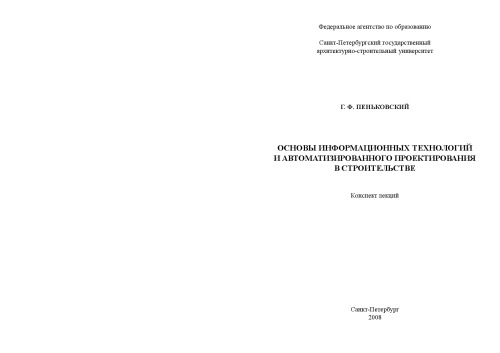 Федеральное агентство по образованию
Санкт-Петербургский государственный
архитектурно-строительный университет
Г. Ф. ПЕНЬКОВСКИЙ
ОСНОВЫ ИНФОРМАЦИОННЫХ ТЕХНОЛОГИЙ
И АВТОМАТИЗИРОВАННОГО ПРОЕКТИРОВАНИЯ
В СТРОИТЕЛЬСТВЕ
Конспект лекций
Санкт-Петербург
2008